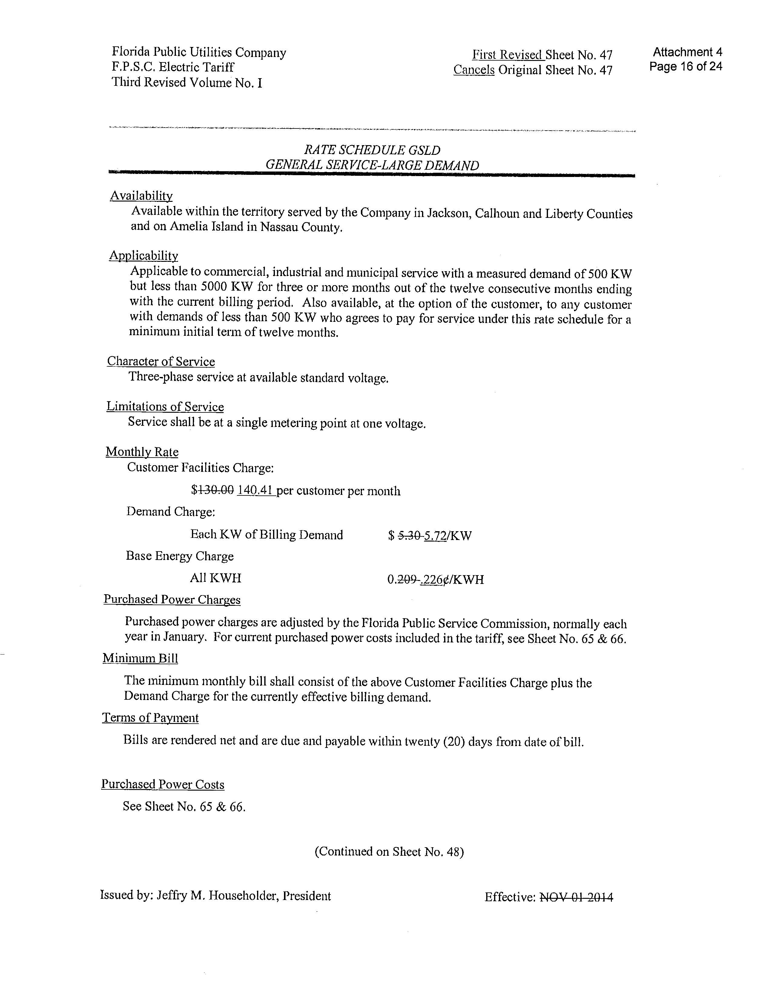 Florida Public Utilities Company
F.P.S.C. Electric Tariff
Third Revised Volume No. I
First Revised Sheet No. 47
Cancels Original Sheet No. 47
Attachment 4
Page 16 of 24
RATE SCHEDULE GSLD
GENERAL SERVICE-LARGE DEMAND
Availability
Available within the territory served by the Company in Jackson, Calhoun and Liberty Counties
and on Amelia Island in Nassau County.
Applicability
Applicable to commercial, industrial and municipal service with a measured demand of 500 KW
but less than 5000 KW for three or more months out of the twelve consecutive months ending
with the current billing period. Also available, at the option of the customer, to any customer
with demands of less than 500 KW who agrees to pay for service under this rate schedule for a
minimum initial term of twelve months.
Character of Service
Three-phase service at available standard voltage.
Limitations of Service
Service shall be at a single metering point at one voltage.
Monthly Rate
Customer Facilities Charge:
$130.00 140.41 per customer per month
Demand Charge:
Each KW of Billing Demand $ 5.30 5.72/KW
Base Energy Charge
All KWH 0.209 .226¢/KWH
Purchased Power Charges
Purchased power charges are adjusted by the Florida Public Service Commission, normally each
year in January. For current purchased power costs included in the tariff, see Sheet No. 65 & 66.
Minimum Bill
The minimum monthly bill shall consist of the above Customer Facilities Charge plus the
Demand Charge for the currently effective billing demand.
Terms of Payment
Bills are rendered net and are due and payable within twenty (20) days from date of bill.
Purchased Power Costs
See Sheet No. 65 & 66.
(Continued on Sheet No. 48)
Issued by: Jeffry M. Householder, President
Effective: NOV 01 2014